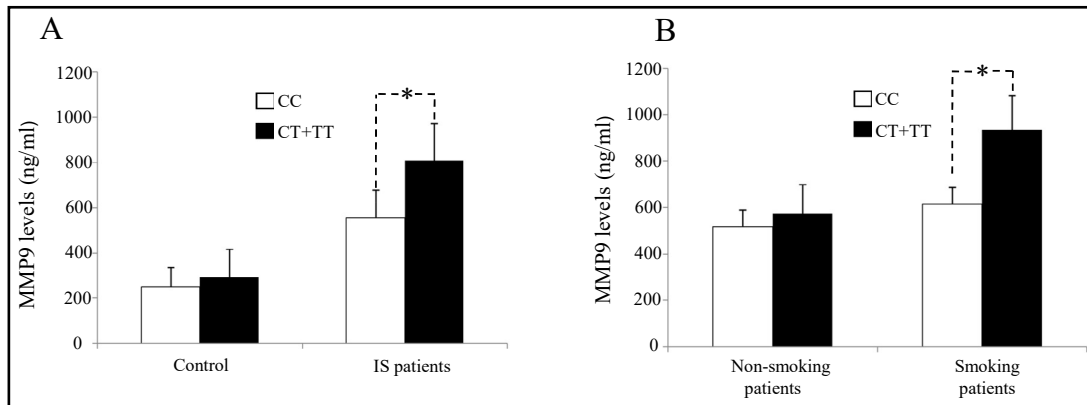 A
MMP9 levels (ng/ml)
1200
1000
800
600
400
200
0
CC
CT+TT
*
Control
IS patients
B
MMP9 levels (ng/ml)
1200
1000
800
600
400
200
0
CC
CT+TT
*
Non-smoking
patients
Smoking
patients